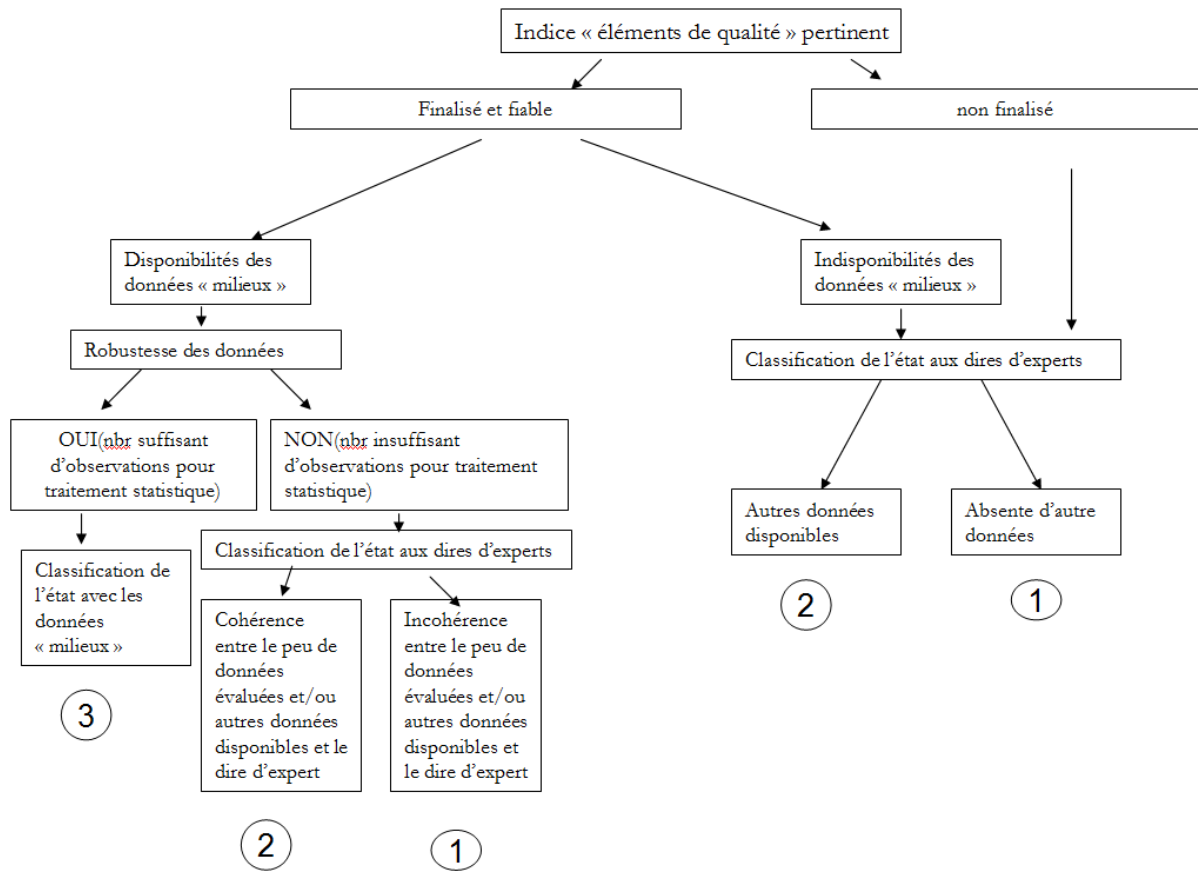 Indice « éléments de qualité » pertinent
Finalisé et fiable
non finalisé
Disponibilités des
données « milieux »
Indisponibilités des
données « milieux »
Robustesse des données
Classification de l’état aux dires d’experts
OUI(nbr suffisant
d’observations pour
traitement statistique)
NON(nbr insuffisant
d’observations pour traitement
statistique)
Autres données
disponibles
Absente d’autre
données
Classification de l’état aux dires d’experts
Classification de
l’état avec les
données
« milieux »
Cohérence
entre le peu de
données
évaluées et/ou
autres données
disponibles et le
dire d’expert
Incohérence
entre le peu de
données
évaluées et/ou
autres données
disponibles et
le dire d’expert
2
1
3
2
1